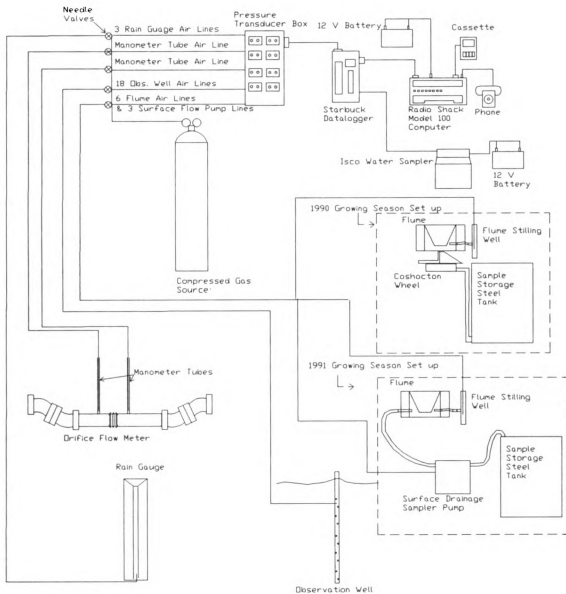 Needle
Valves
3 Rain Guage Air Lines
Manometer Tube Air Line
Manometer Tube Air Line
18 Obs. Well Air Lines
6 Flume Air Lines
& 3 Surface Flow Pump Lines
Pressure
Transducer Box
12 V Battery
Cassette
Starbuck
Datalogger
Radio Shack
Model 100
Computer
Phone
Isco Water Sampler
12 V
Battery
Compressed Gas
Source
1990 Growing Season Set up
Flume
Flume Stilling
Well
Coshocton
Wheel
Sample
Storage
Steel
Tank
Manometer Tubes
Orifice Flow Meter
1991 Growing Season Set up
Flume
Flume Stilling
Well
Sample
Storage
Steel
Tank
Surface Drainage
Sampler Pump
Rain Gauge
Observation Well